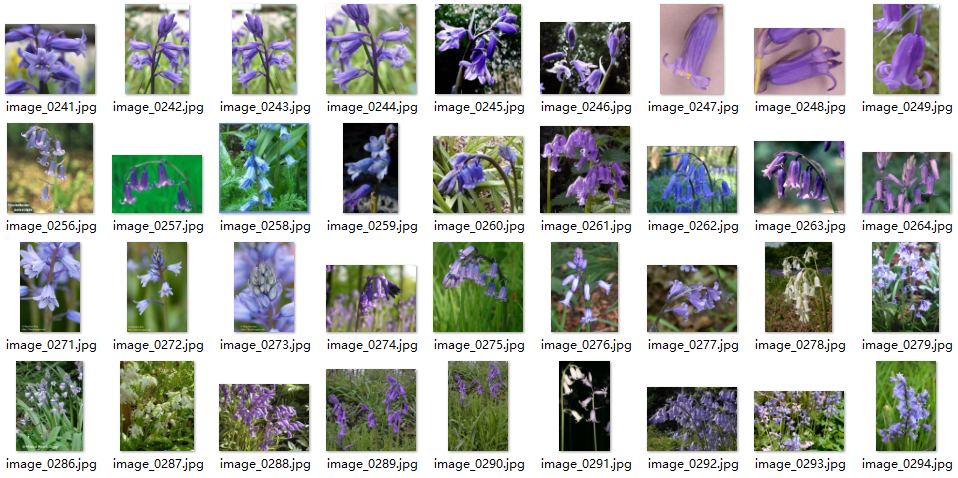 image_0241.jpg image_0242.jpg image_0243.jpg image_0244.jpg image_0245.jpg image_0246.jpg image_0247.jpg image_0248.jpg image_0249.jpg
image_0256.jpg image_0257.jpg image_0258.jpg image_0259.jpg image_0260.jpg image_0261.jpg image_0262.jpg image_0263.jpg image_0264.jpg
image_0271.jpg image_0272.jpg image_0273.jpg image_0274.jpg image_0275.jpg image_0276.jpg image_0277.jpg image_0278.jpg image_0279.jpg
image_0286.jpg image_0287.jpg image_0288.jpg image_0289.jpg image_0290.jpg image_0291.jpg image_0292.jpg image_0293.jpg image_0294.jpg